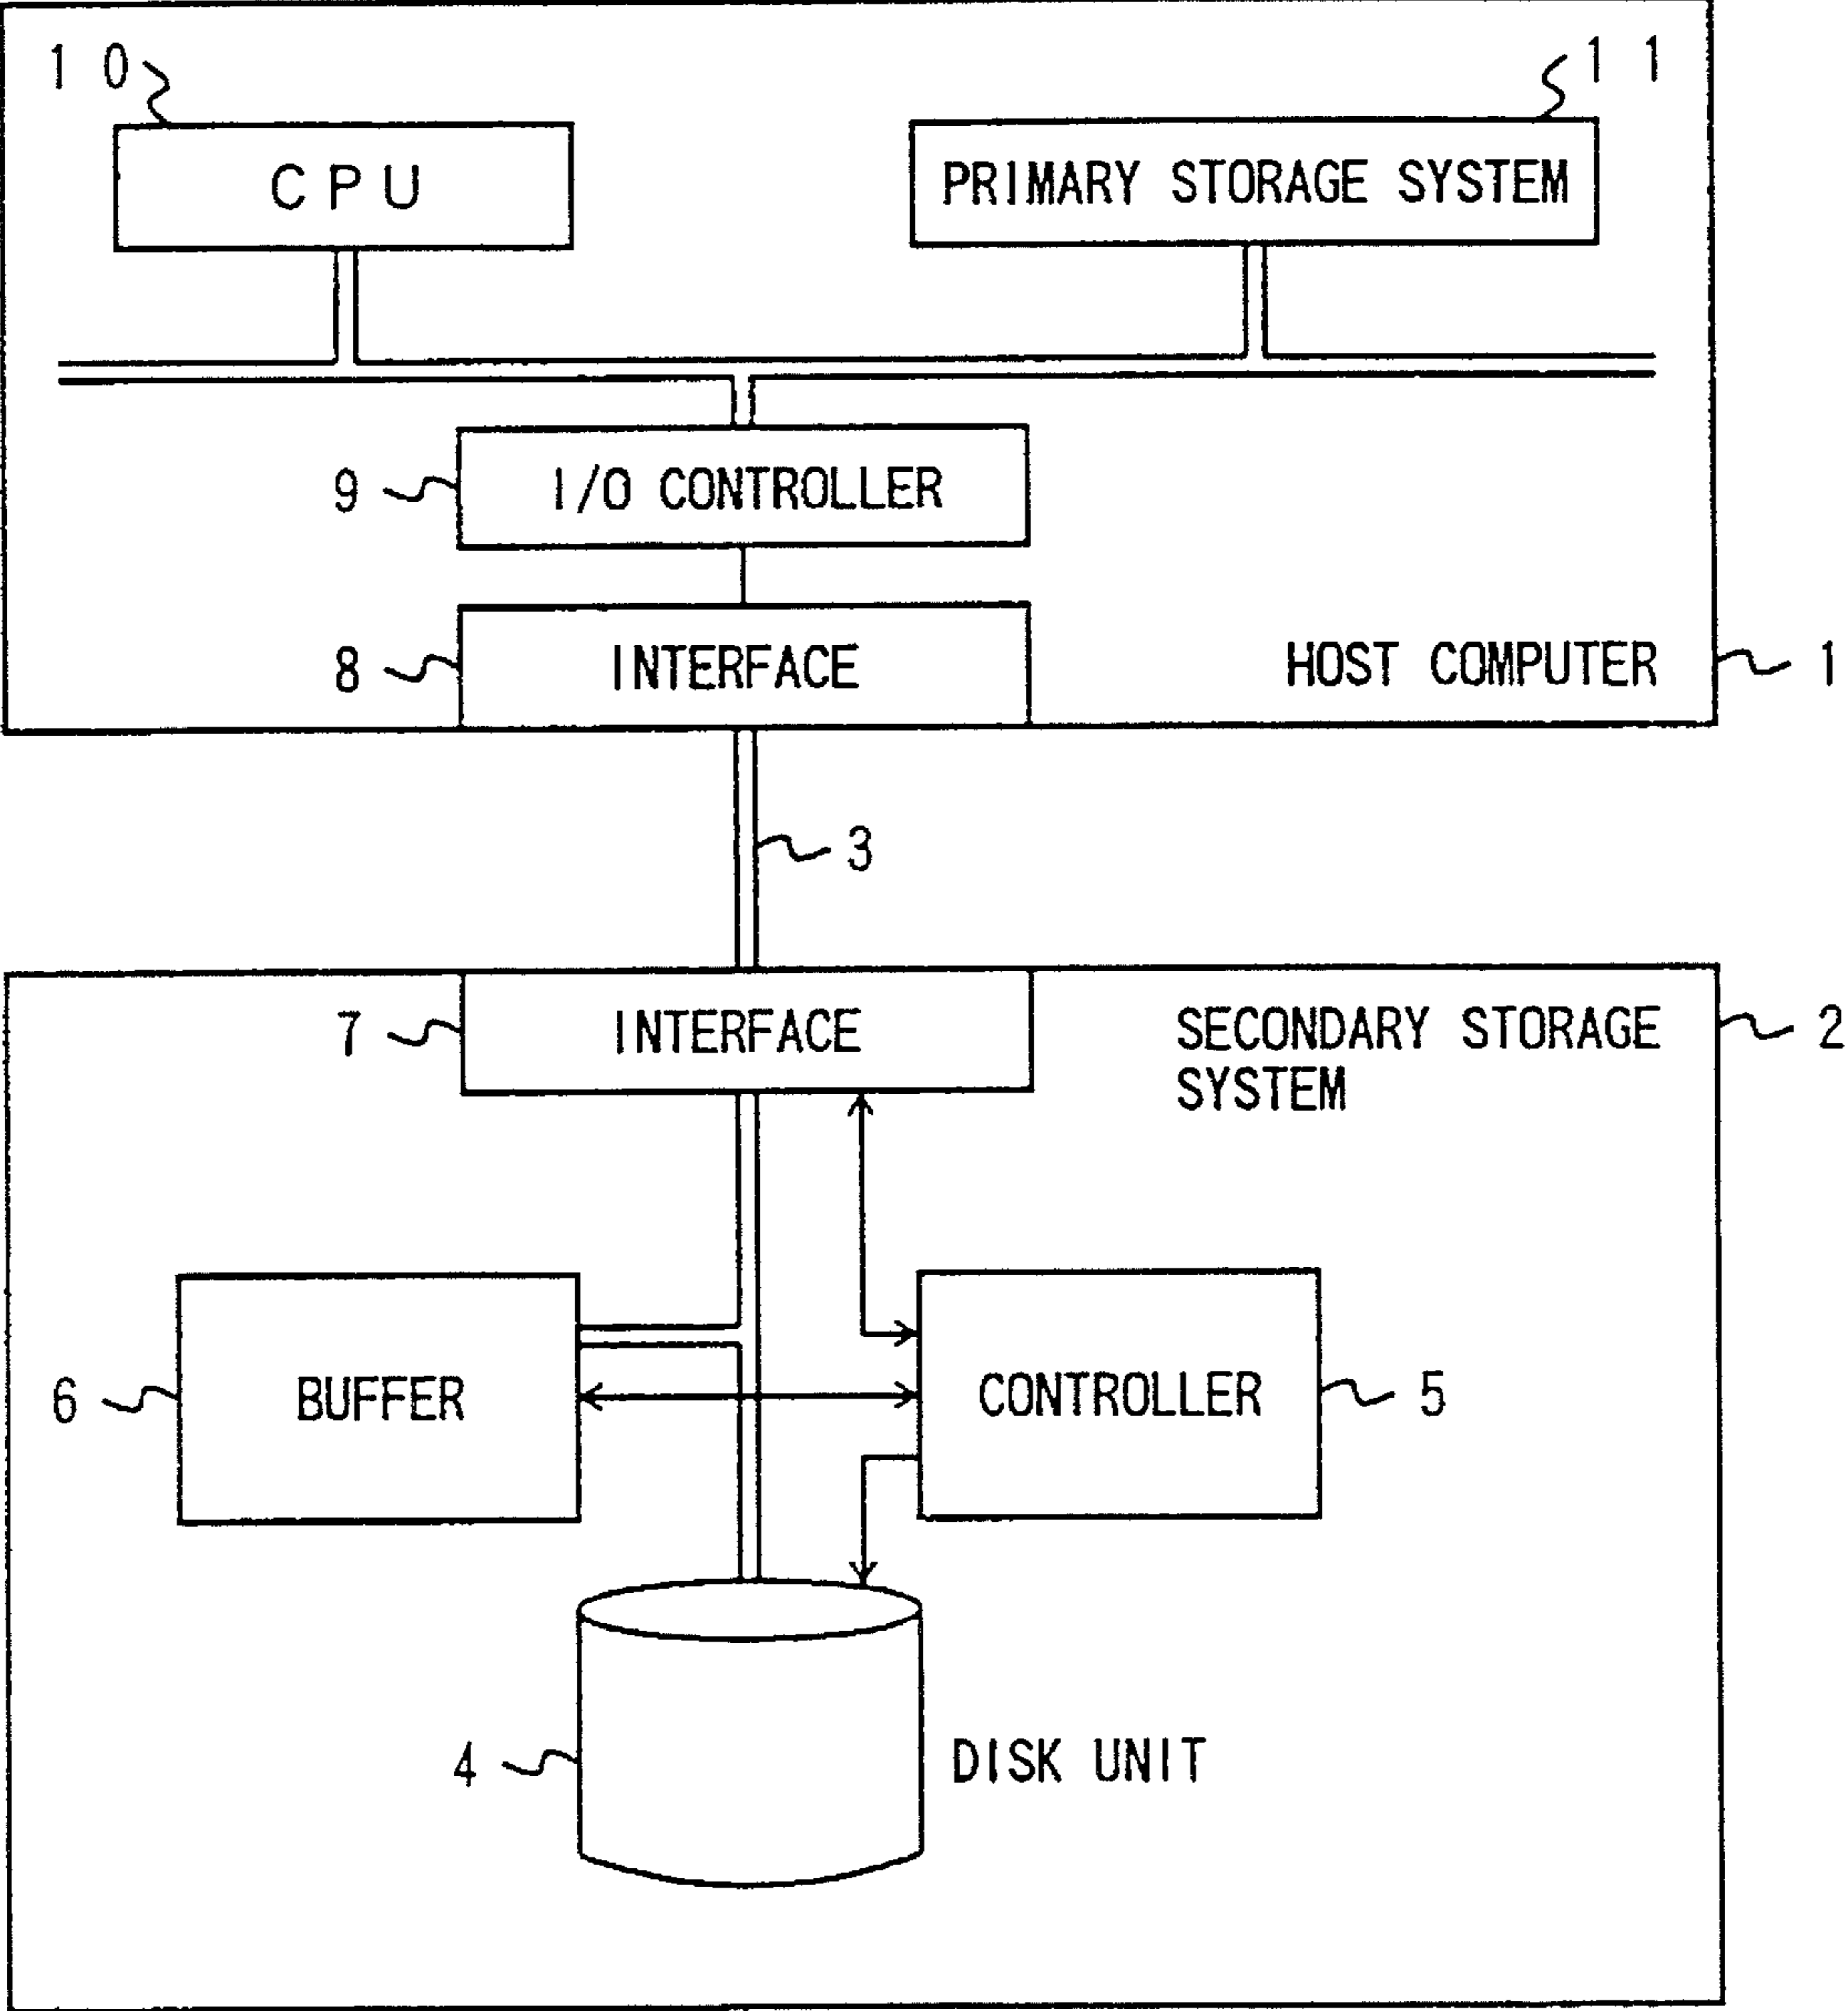 10
11
CPU
PRIMARY STORAGE SYSTEM
9
I/O CONTROLLER
8
INTERFACE
HOST COMPUTER
1
3
7
INTERFACE
SECONDARY STORAGE
SYSTEM
2
6
BUFFER
CONTROLLER
5
4
DISK UNIT